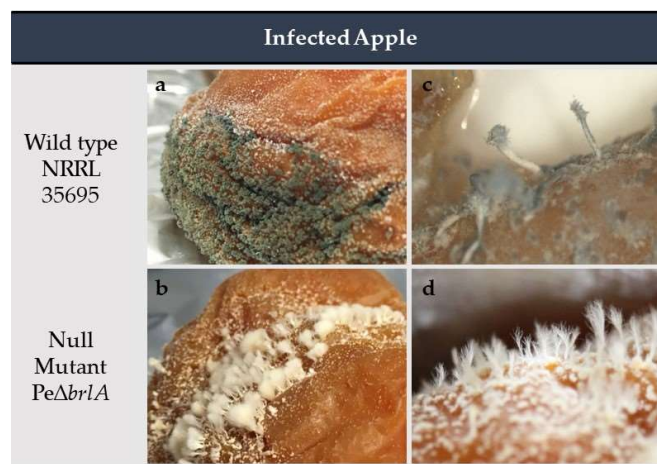 Infected Apple
a
c
Wild type
NRRL
35695
b
d
Null
Mutant
PeΔbrlA